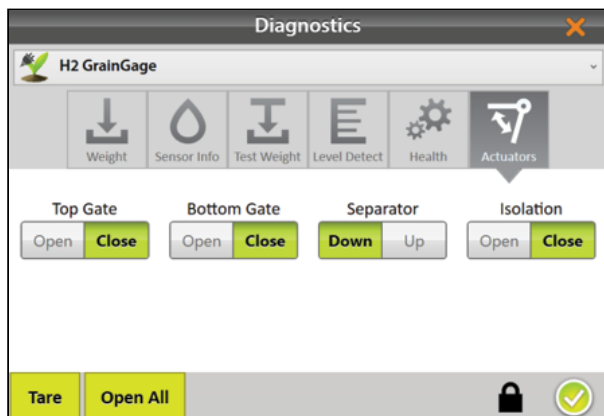 Diagnostics
H2 GrainGage
Weight Sensor Info Test Weight Level Detect Health Actuators
Top Gate Bottom Gate Separator Isolation
Open Close Open Close Down Up Open Close
Tare Open All